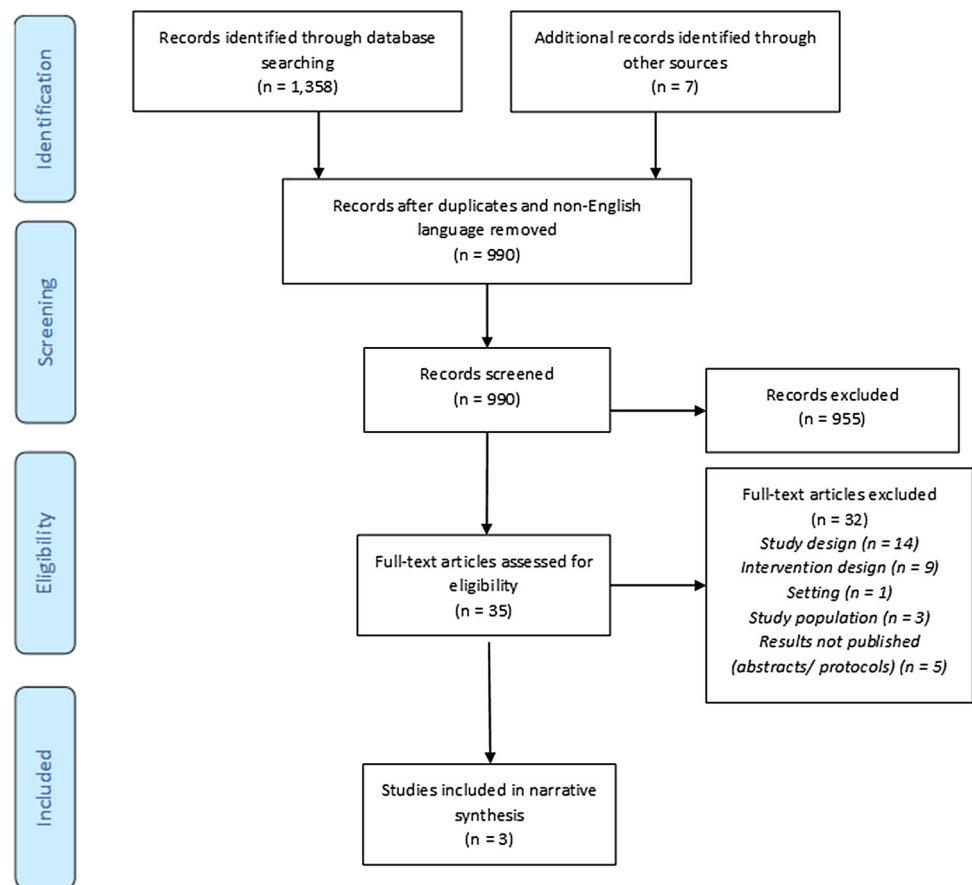 Identification
Records identified through database
searching
(n = 1,358)
Additional records identified through
other sources
(n = 7)
Records after duplicates and non-English
language removed
(n = 990)
Screening
Records screened
(n = 990)
Records excluded
(n = 955)
Eligibility
Full-text articles assessed for
eligibility
(n = 35)
Full-text articles excluded
(n = 32)
Study design (n = 14)
Intervention design (n = 9)
Setting (n = 1)
Study population (n = 3)
Results not published
(abstracts/ protocols) (n = 5)
Included
Studies included in narrative
synthesis
(n = 3)